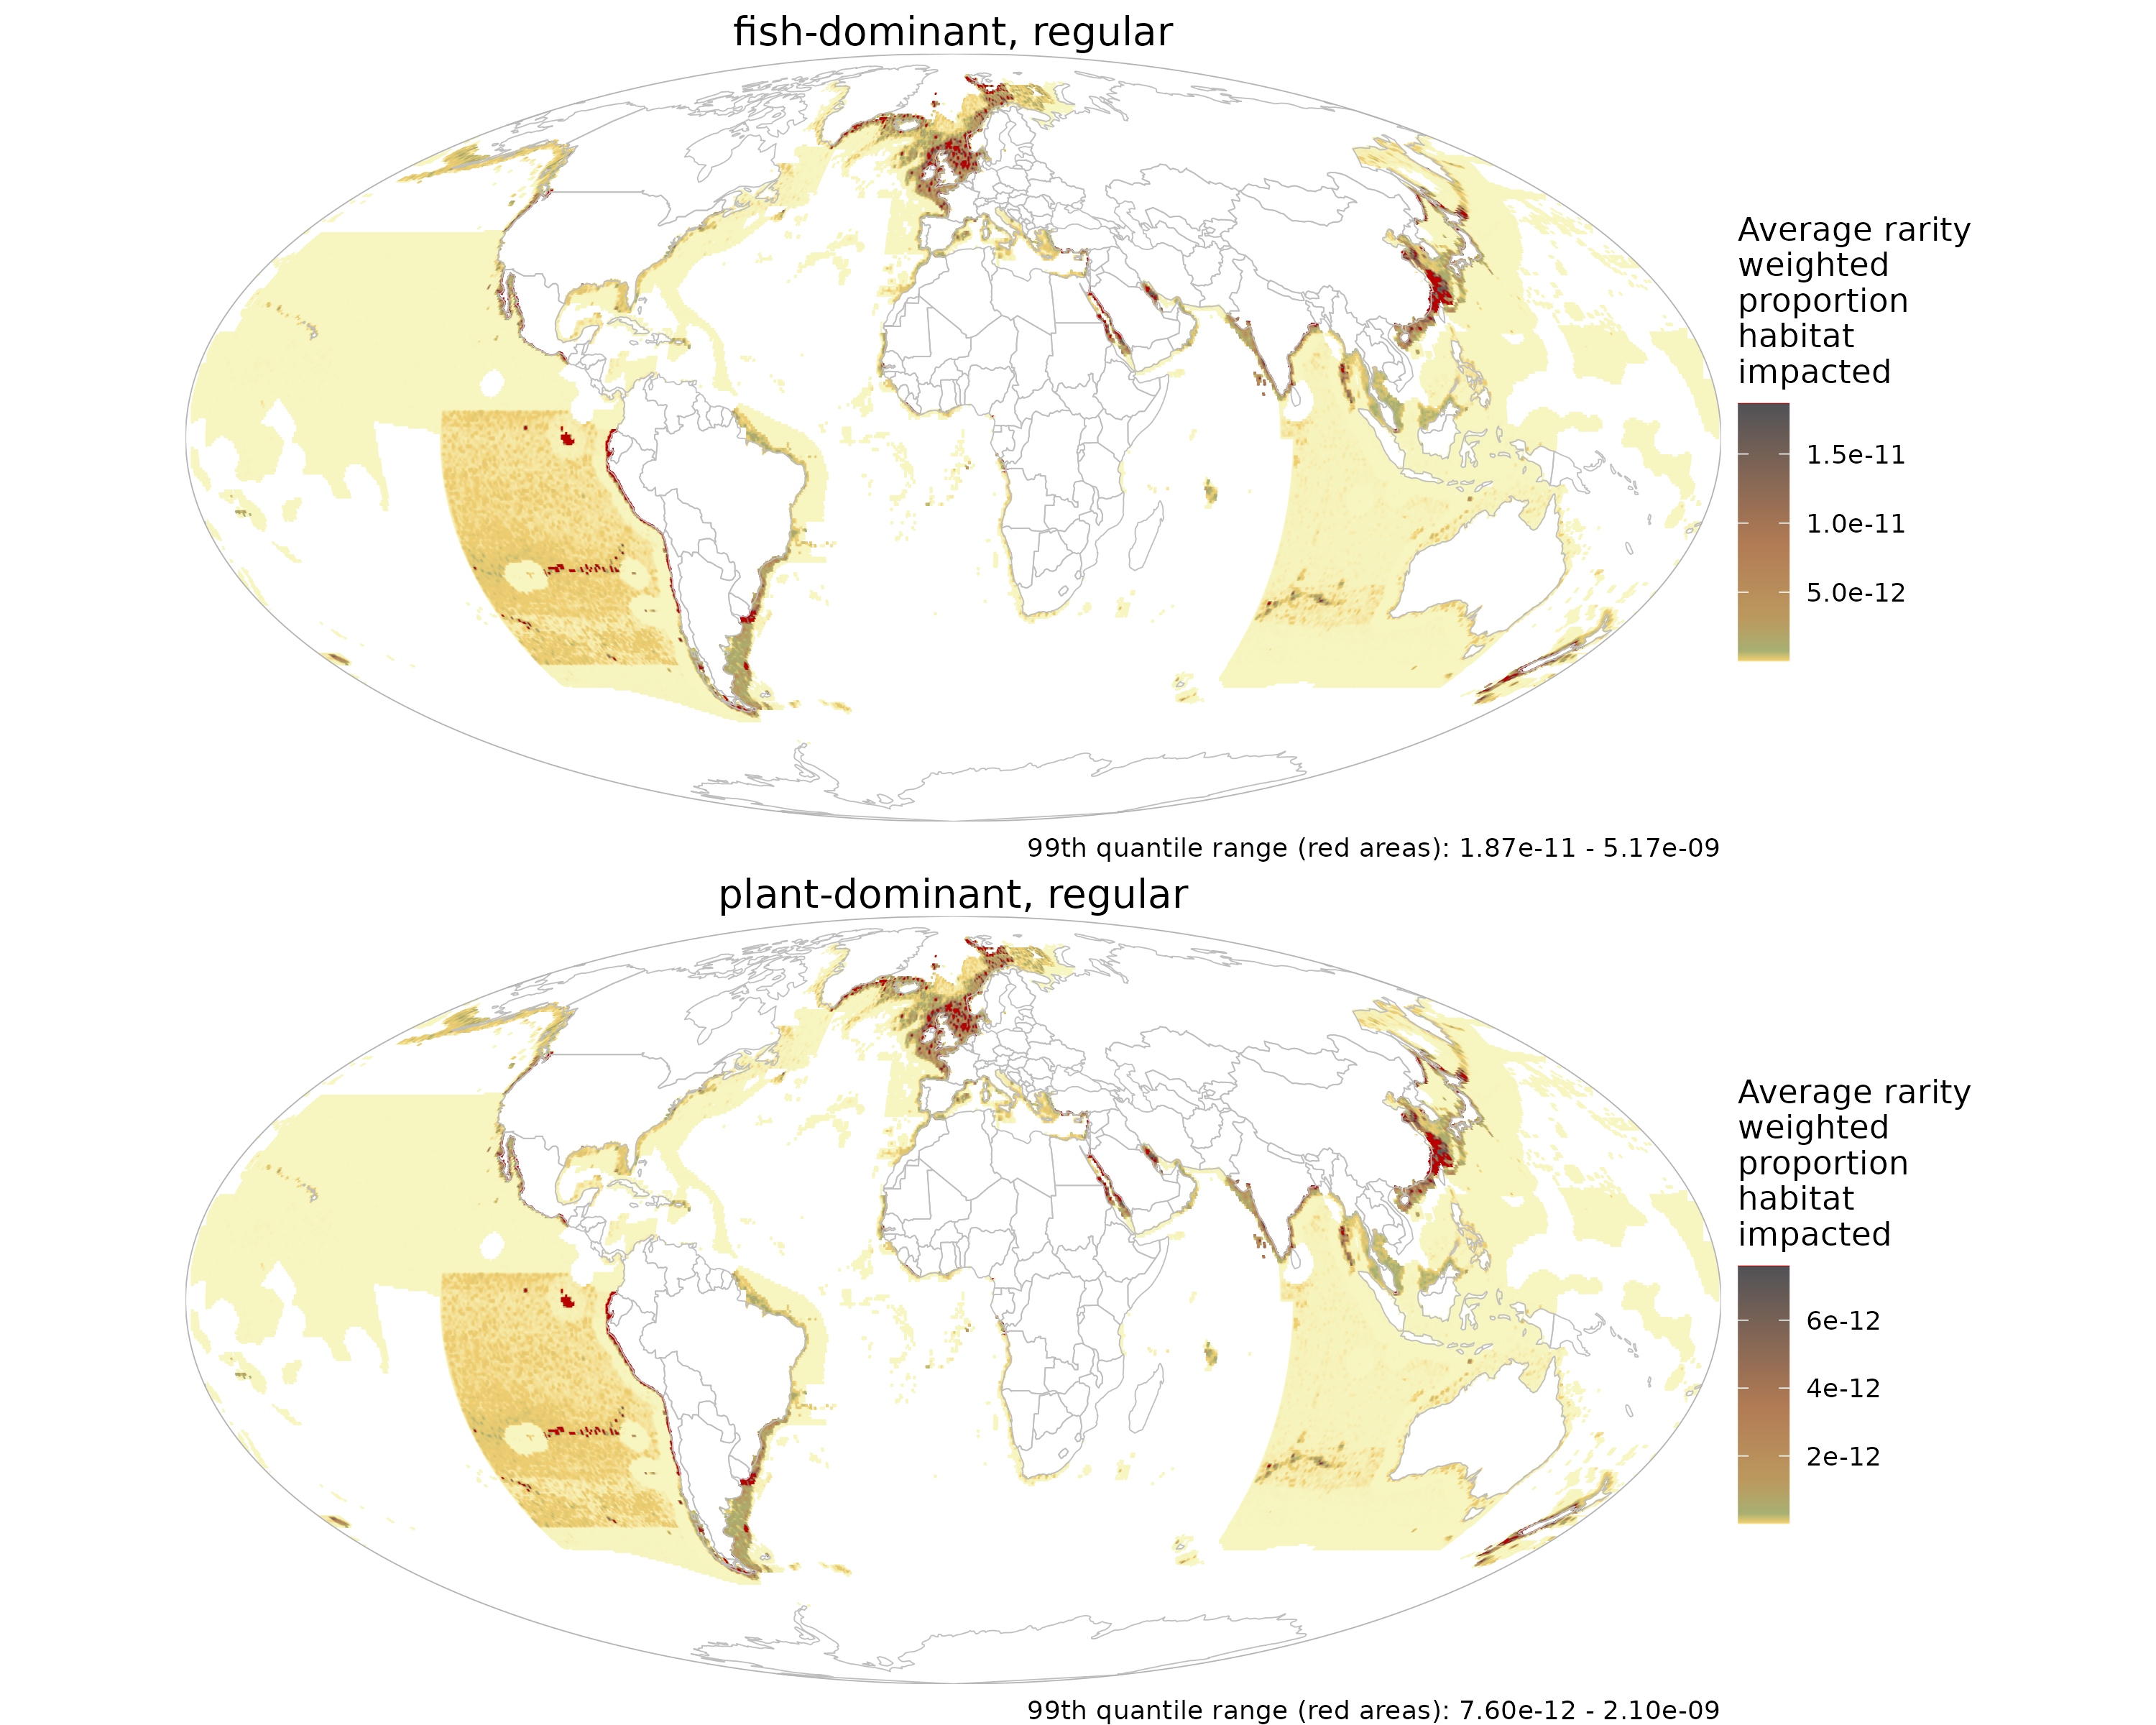 fish-dominant, regular
Average rarity
weighted
proportion
habitat
impacted
1.5e-11
1.0e-11
5.0e-12
99th quantile range (red areas): 1.87e-11 - 5.17e-09
plant-dominant, regular
Average rarity
weighted
proportion
habitat
impacted
6e-12
4e-12
2e-12
99th quantile range (red areas): 7.60e-12 - 2.10e-09